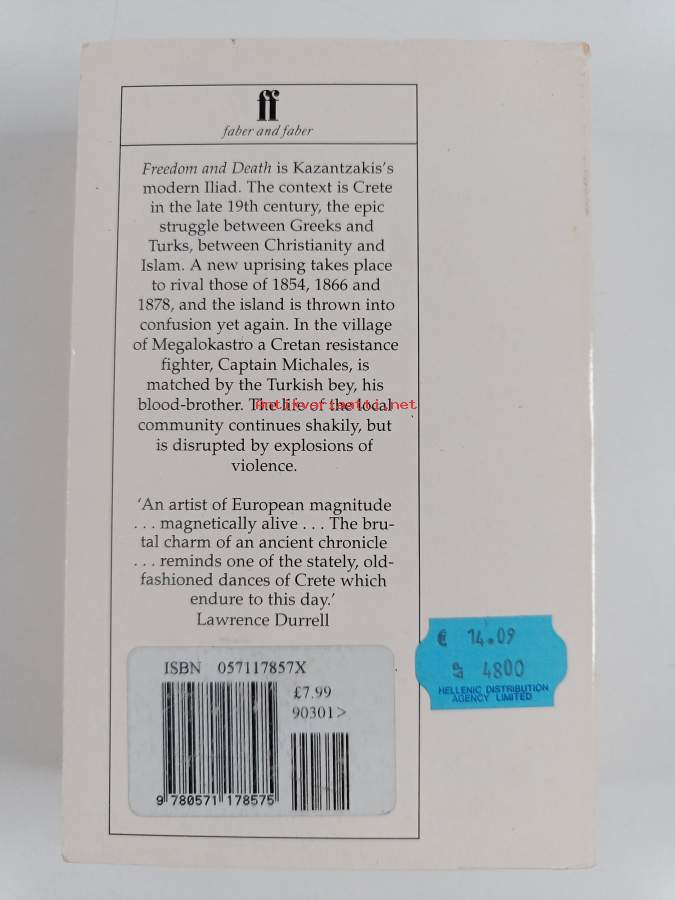 ff
faber and faber
Freedom and Death is Kazantzakis's
modern Iliad. The context is Crete
in the late 19th century, the epic
struggle between Greeks and
Turks, between Christianity and
Islam. A new uprising takes place
to rival those of 1854, 1866 and
1878, and the island is thrown into
confusion yet again. In the village
of Megalokastro a Cretan resistance
fighter, Captain Michales, is
matched by the Turkish bey, his
blood-brother. The life of the local
Antikvariaatti.net
community continues shakily, but
is disrupted by explosions of
violence.
'An artist of European magnitude
. . . magnetically alive . . . The bru-
tal charm of an ancient chronicle
. . . reminds one of the stately, old-
fashioned dances of Crete which
endure to this day.'
Lawrence Durrell
€ 14.09
4800
HELLENIC DISTRIBUTION
AGENCY LIMITED
ISBN 057117857X
£7.99
90301>
9 780571 178575